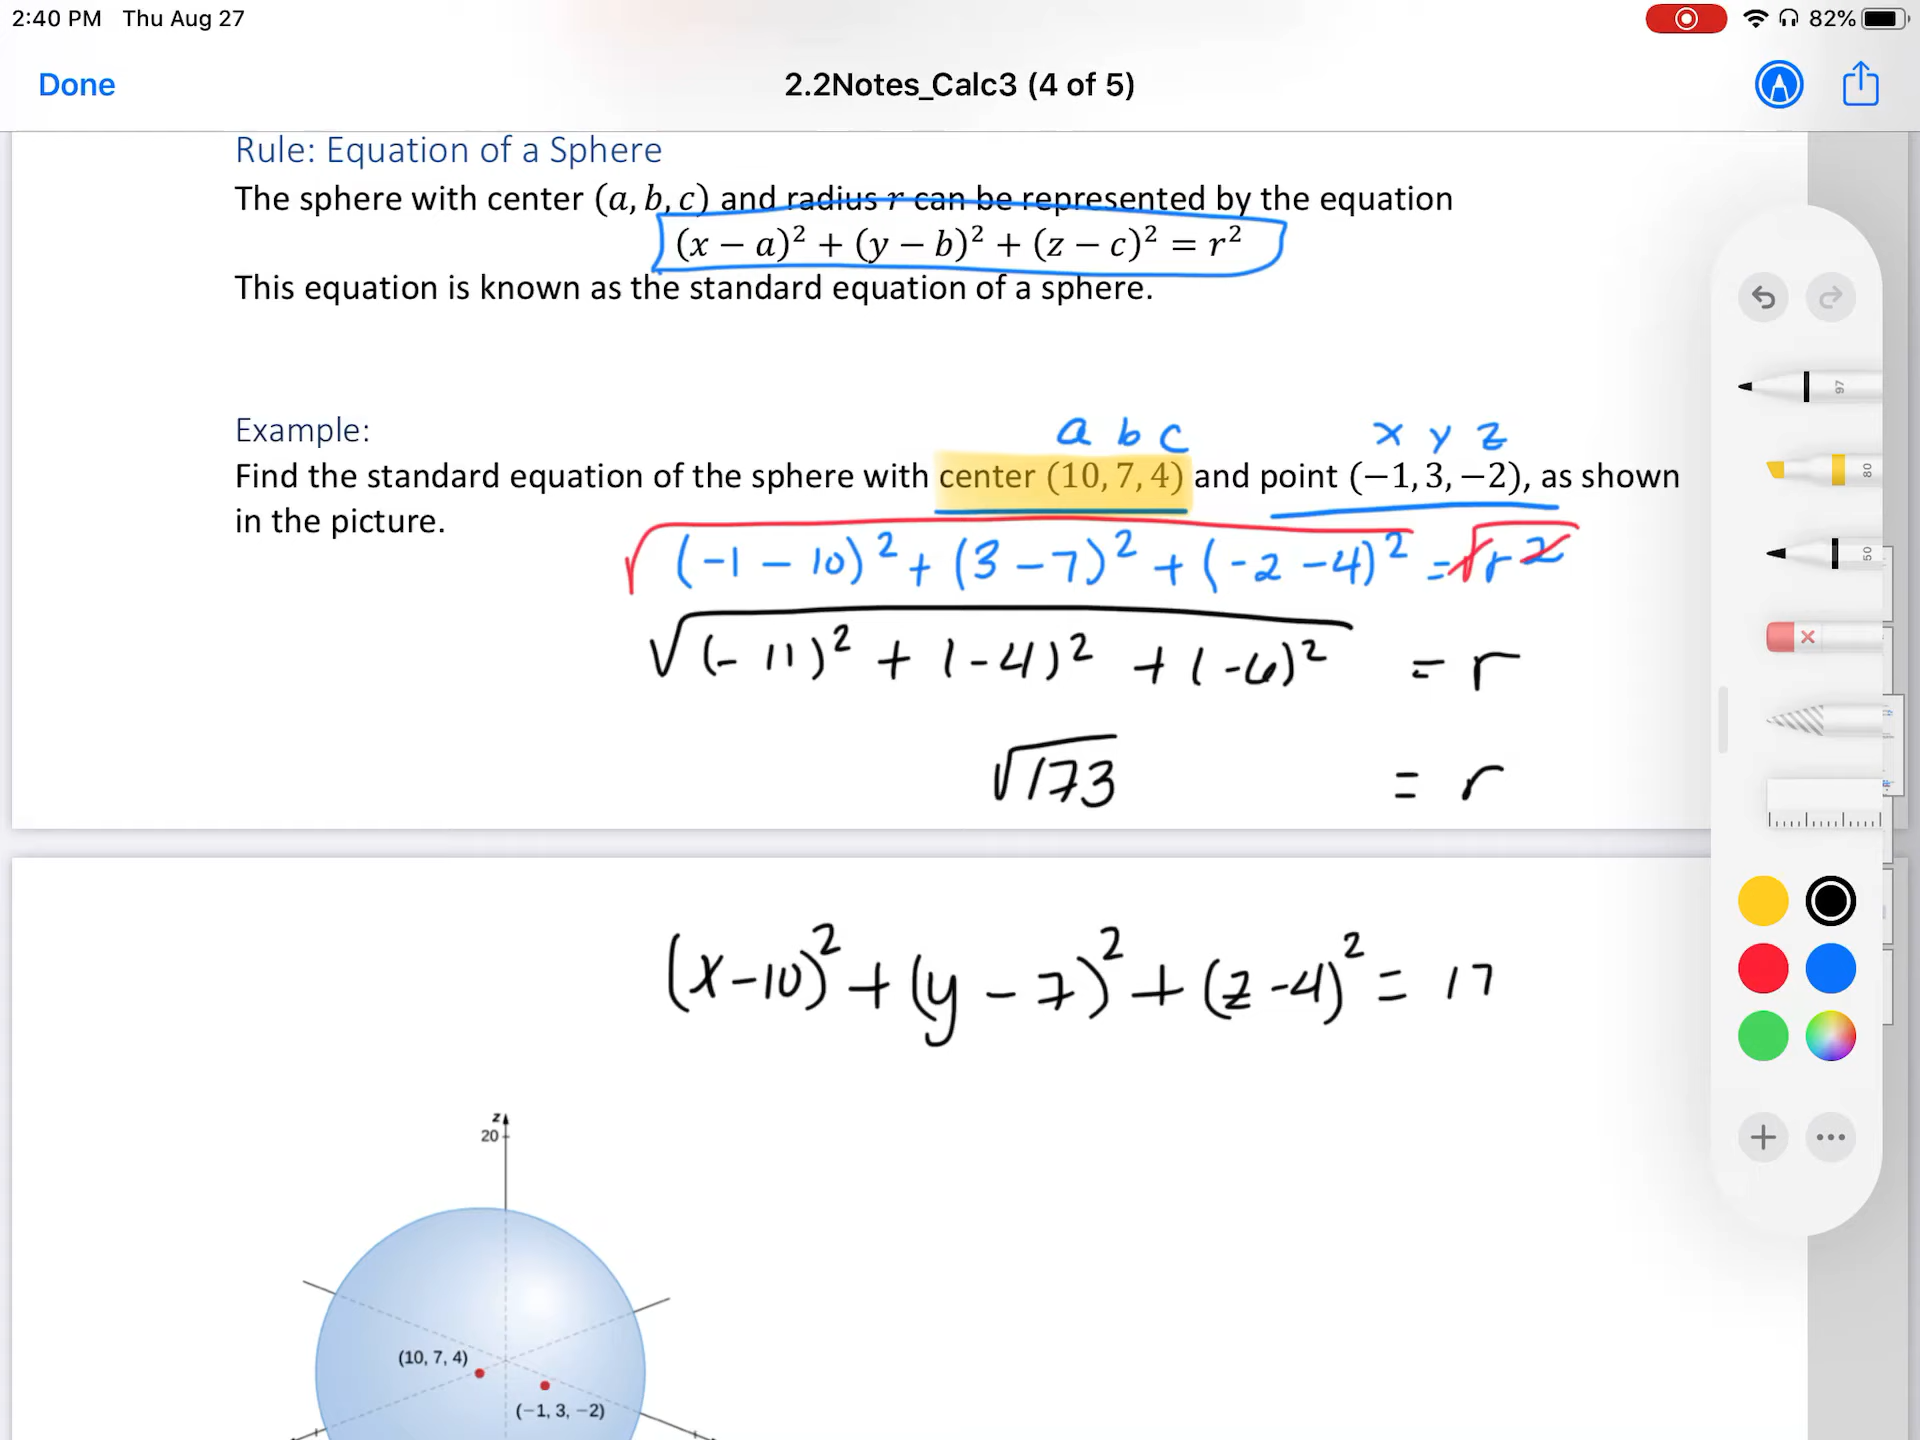 2:40 PM Thu Aug 27
82%
Done
2.2Notes_Calc3 (4 of 5)
Rule: Equation of a Sphere
The sphere with center (a, b, c) and radius r can be represented by the equation
(x − a)² + (y − b)² + (z − c)² = r²
This equation is known as the standard equation of a sphere.
Example:
a b c x y z
Find the standard equation of the sphere with center (10, 7, 4) and point (−1, 3, −2), as shown
in the picture.
√(-1 - 10)² + (3 - 7)² + (-2 - 4)² = √r²
√(-11)² + (-4)² + (-6)² = r
√173 = r
(x-10)² + (y - 7)² + (z-4)² = 17
z
20
(10, 7, 4)
(−1, 3, −2)
97
80
50